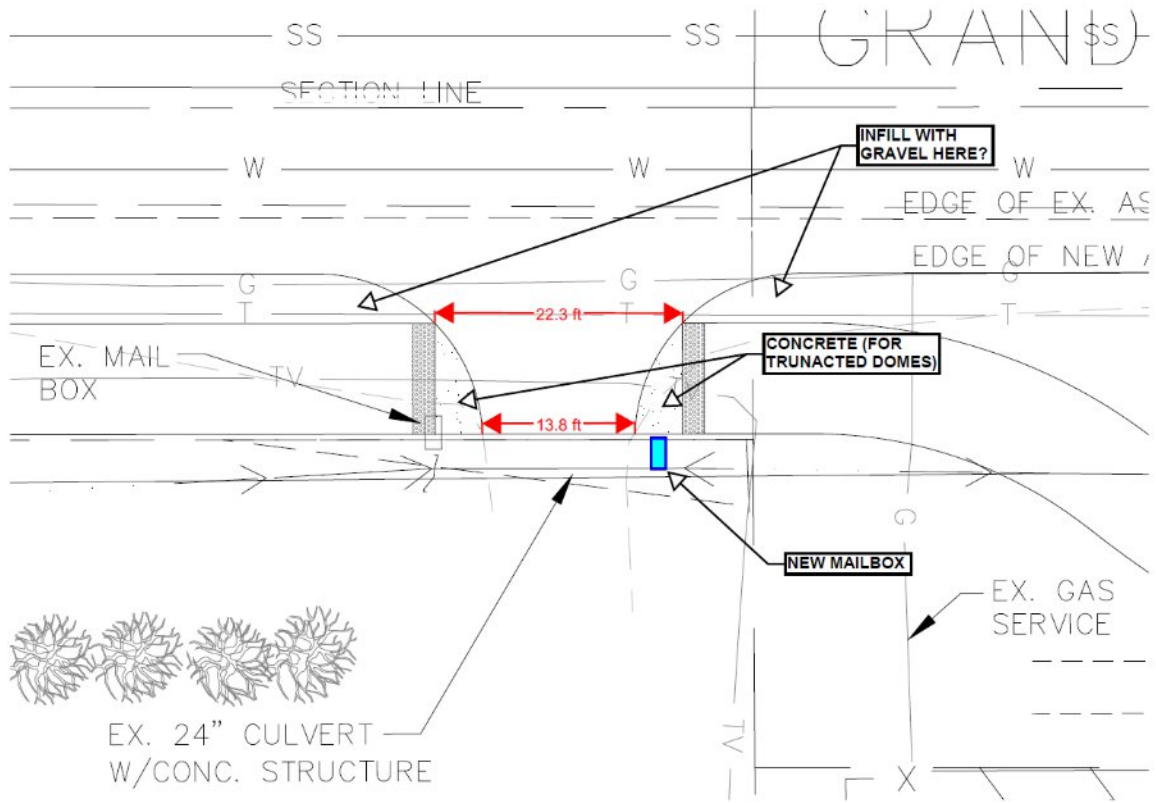 SS
SS
GRAND
SS
SECTION LINE
INFILL WITH
GRAVEL HERE?
W
W
W
EDGE OF EX. AS
EDGE OF NEW A
G
G
G
T
T
T
22.3 ft
EX. MAIL
BOX
TV
CONCRETE (FOR
TRUNACTED DOMES)
13.8 ft
G
NEW MAILBOX
EX. GAS
SERVICE
EX. 24" CULVERT
W/CONC. STRUCTURE
TV
X